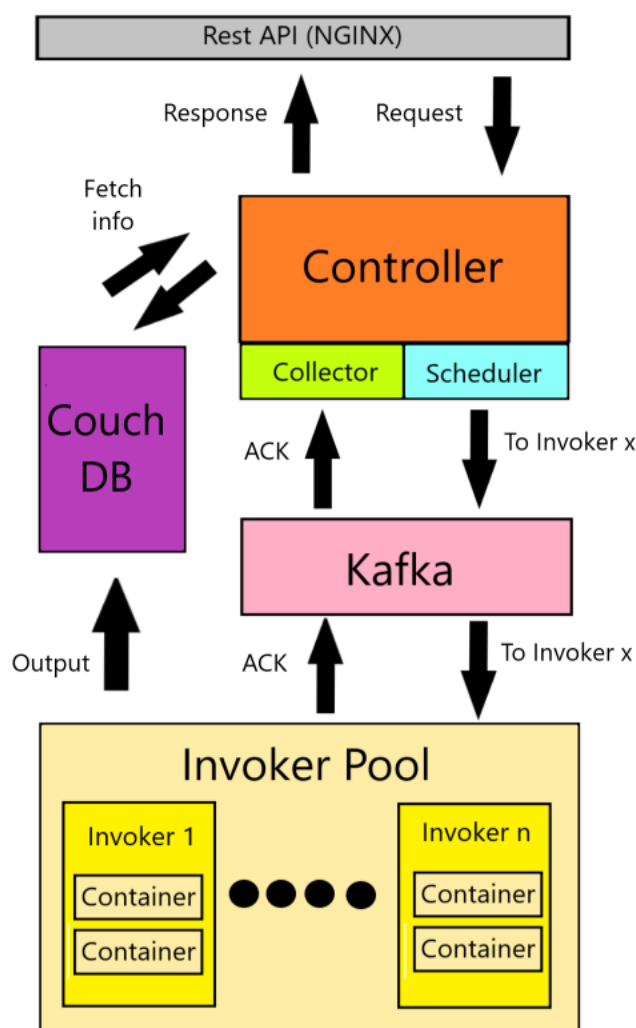 Rest API (NGINX)
Response
Request
Fetch
info
Controller
Collector
Scheduler
Couch
DB
ACK
To Invoker x
Kafka
Output
ACK
To Invoker x
Invoker Pool
Invoker 1
Container
Container
Invoker n
Container
Container